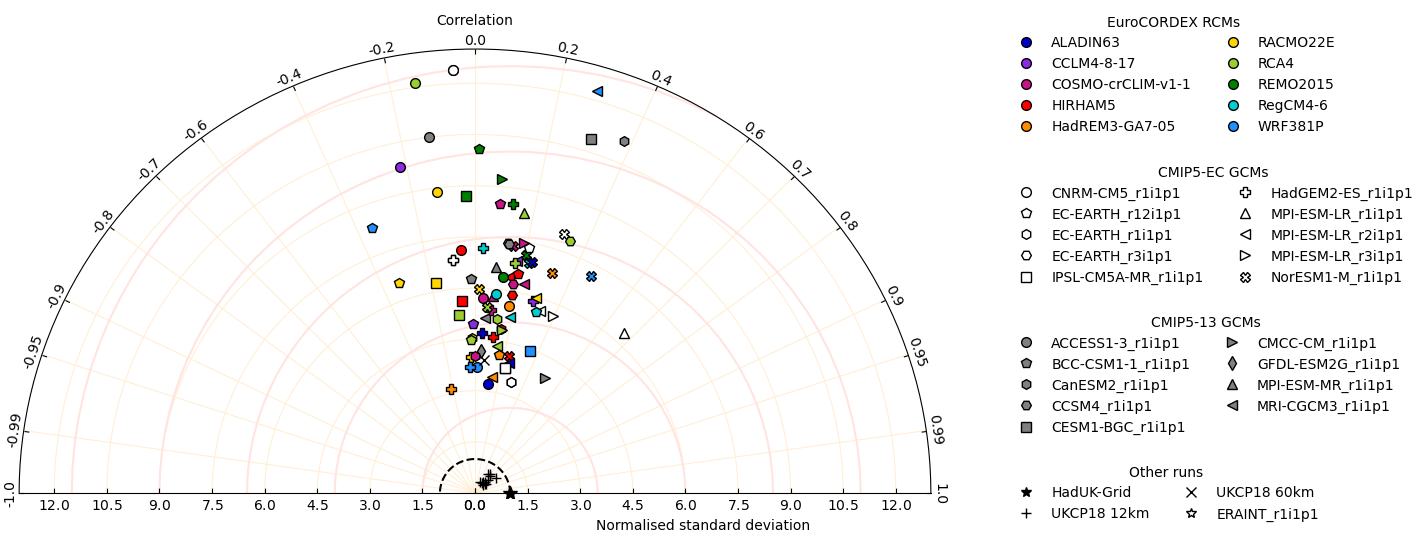 Correlation
-1.0
-0.99
-0.95
-0.9
-0.8
-0.7
-0.6
-0.4
-0.2
0.0
0.2
0.4
0.6
0.7
0.8
0.9
0.95
0.99
1.0
12.0 10.5 9.0 7.5 6.0 4.5 3.0 1.5 0.0 1.5 3.0 4.5 6.0 7.5 9.0 10.5 12.0
Normalised standard deviation
EuroCORDEX RCMs
ALADIN63 RACMO22E
CCLM4-8-17 RCA4
COSMO-crCLIM-v1-1 REMO2015
HIRHAM5 RegCM4-6
HadREM3-GA7-05 WRF381P
CMIP5-EC GCMs
CNRM-CM5_r1i1p1 HadGEM2-ES_r1i1p1
EC-EARTH_r12i1p1 MPI-ESM-LR_r1i1p1
EC-EARTH_r1i1p1 MPI-ESM-LR_r2i1p1
EC-EARTH_r3i1p1 MPI-ESM-LR_r3i1p1
IPSL-CM5A-MR_r1i1p1 NorESM1-M_r1i1p1
CMIP5-13 GCMs
ACCESS1-3_r1i1p1 CMCC-CM_r1i1p1
BCC-CSM1-1_r1i1p1 GFDL-ESM2G_r1i1p1
CanESM2_r1i1p1 MPI-ESM-MR_r1i1p1
CCSM4_r1i1p1 MRI-CGCM3_r1i1p1
CESM1-BGC_r1i1p1
Other runs
HadUK-Grid UKCP18 60km
UKCP18 12km ERAINT_r1i1p1